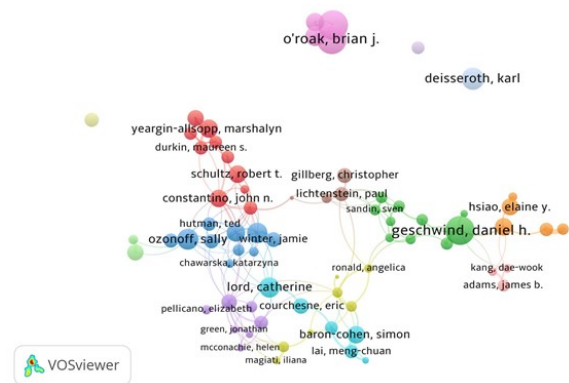 o'roak, brian j.
deisseroth, karl
yeargin-allsopp, marshalyn
durkin, maureen s.
schultz, robert t.
gillberg, christopher
constantino, john n.
lichtenstein, paul
sandin, sven
hsiao, elaine y.
hutman, ted
geschwind, daniel h.
ozonoff, sally
winter, jamie
chawarska, katarzyna
ronald, angelica
kang, dae-wook
adams, james b.
lord, catherine
pellicano, elizabeth
courchesne, eric
green, jonathan
baron-cohen, simon
mcconachie, helen
lai, meng-chuan
magiati, iliana
VOSviewer